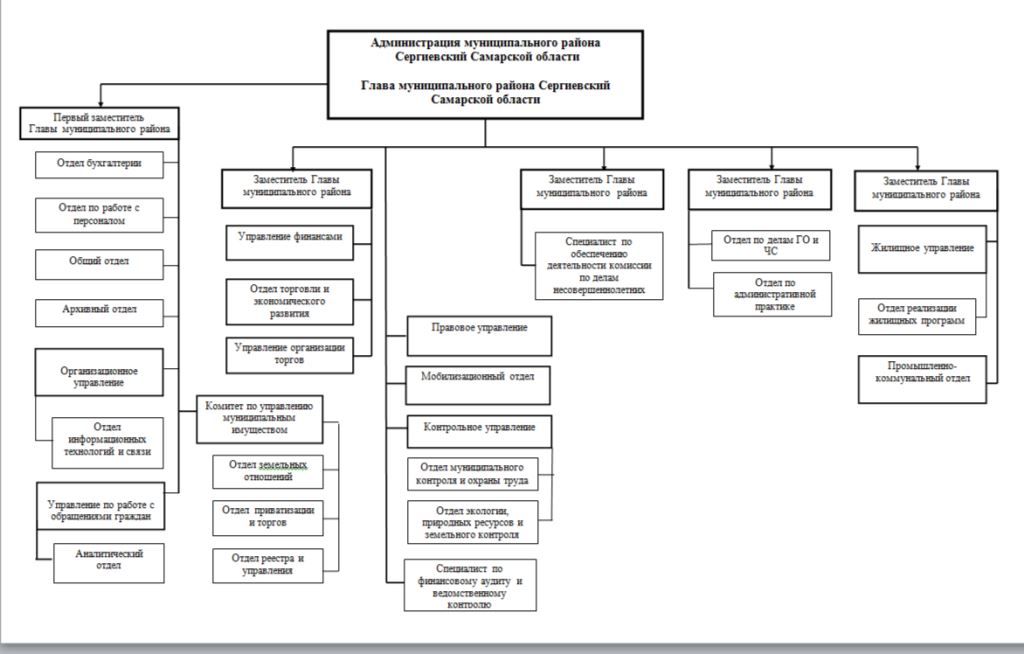 Администрация муниципального района
Сергиевский Самарской области
Глава муниципального района Сергиевский
Самарской области
Первый заместитель
Главы муниципального района
Отдел бухгалтерии
Отдел по работе с
персоналом
Общий отдел
Архивный отдел
Организационное
управление
Отдел
информационных
технологий и связи
Управление по работе с
обращениями граждан
Аналитический
отдел
Комитет по управлению
муниципальным
имуществом
Отдел земельных
отношений
Отдел приватизации
и торгов
Отдел реестра и
управления
Заместитель Главы
муниципального района
Управление финансами
Отдел торговли и
экономического
развития
Управление организации
торгов
Правовое управление
Мобилизационный отдел
Контрольное управление
Отдел муниципального
контроля и охраны труда
Отдел экологии,
природных ресурсов и
земельного контроля
Специалист по
финансовому аудиту и
ведомственному
контролю
Заместитель Главы
муниципального района
Специалист по
обеспечению
деятельности комиссии
по делам
несовершеннолетних
Заместитель Главы
муниципального района
Отдел по делам ГО и
ЧС
Отдел по
административной
практике
Заместитель Главы
муниципального района
Жилищное управление
Отдел реализации
жилищных программ
Промышленно-
коммунальный отдел